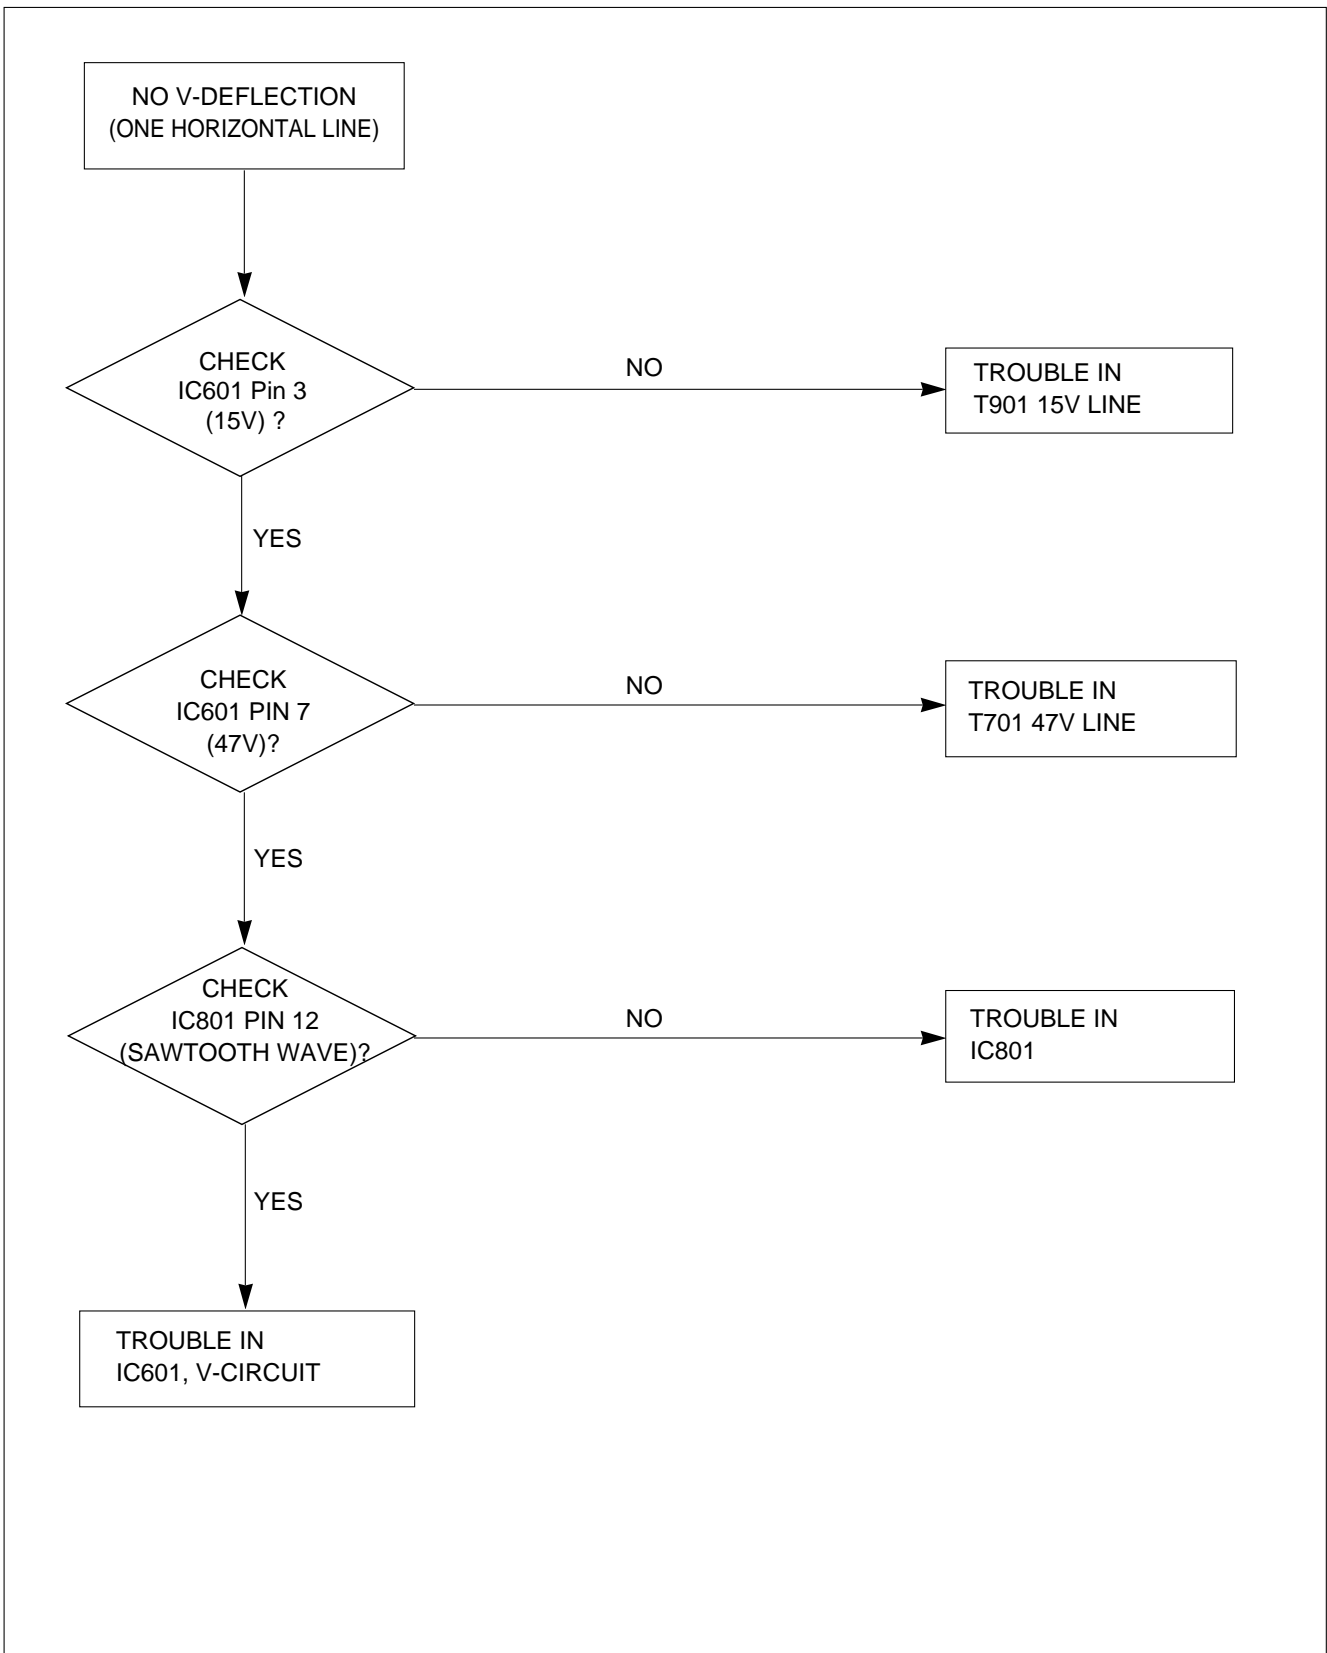 NO V-DEFLECTION
(ONE HORIZONTAL LINE)
CHECK
IC601 Pin 3
(15V) ?
NO
TROUBLE IN
T901 15V LINE
YES
CHECK
IC601 PIN 7
(47V)?
NO
TROUBLE IN
T701 47V LINE
YES
CHECK
IC801 PIN 12
(SAWTOOTH WAVE)?
NO
TROUBLE IN
IC801
YES
TROUBLE IN
IC601, V-CIRCUIT